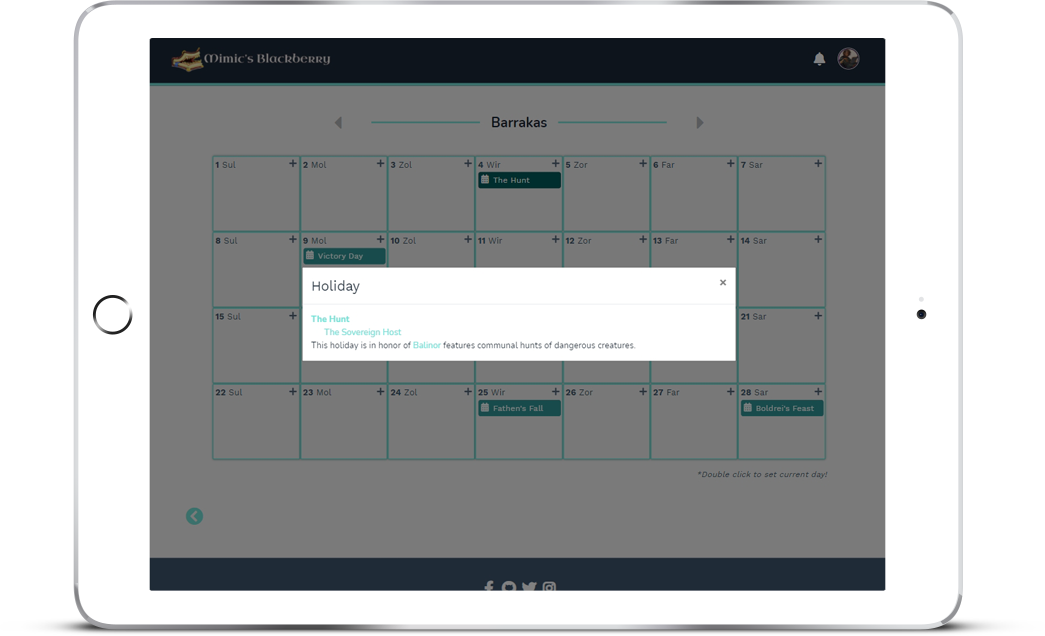 Mimic's Blackberry
Barrakas
1 Sul + 2 Mol + 3 Zol + 4 Wir + 5 Zor + 6 Far + 7 Sar +
The Hunt
8 Sul + 9 Mol + 10 Zol + 11 Wir + 12 Zor + 13 Far + 14 Sar +
Victory Day
Holiday ×
The Hunt
The Sovereign Host
This holiday is in honor of Balinor features communal hunts of dangerous creatures.
15 Sul + 21 Sar +
22 Sul + 23 Mol + 24 Zol + 25 Wir + 26 Zor + 27 Far + 28 Sar +
Fathen's Fall Boldrei's Feast
*Double click to set current day!